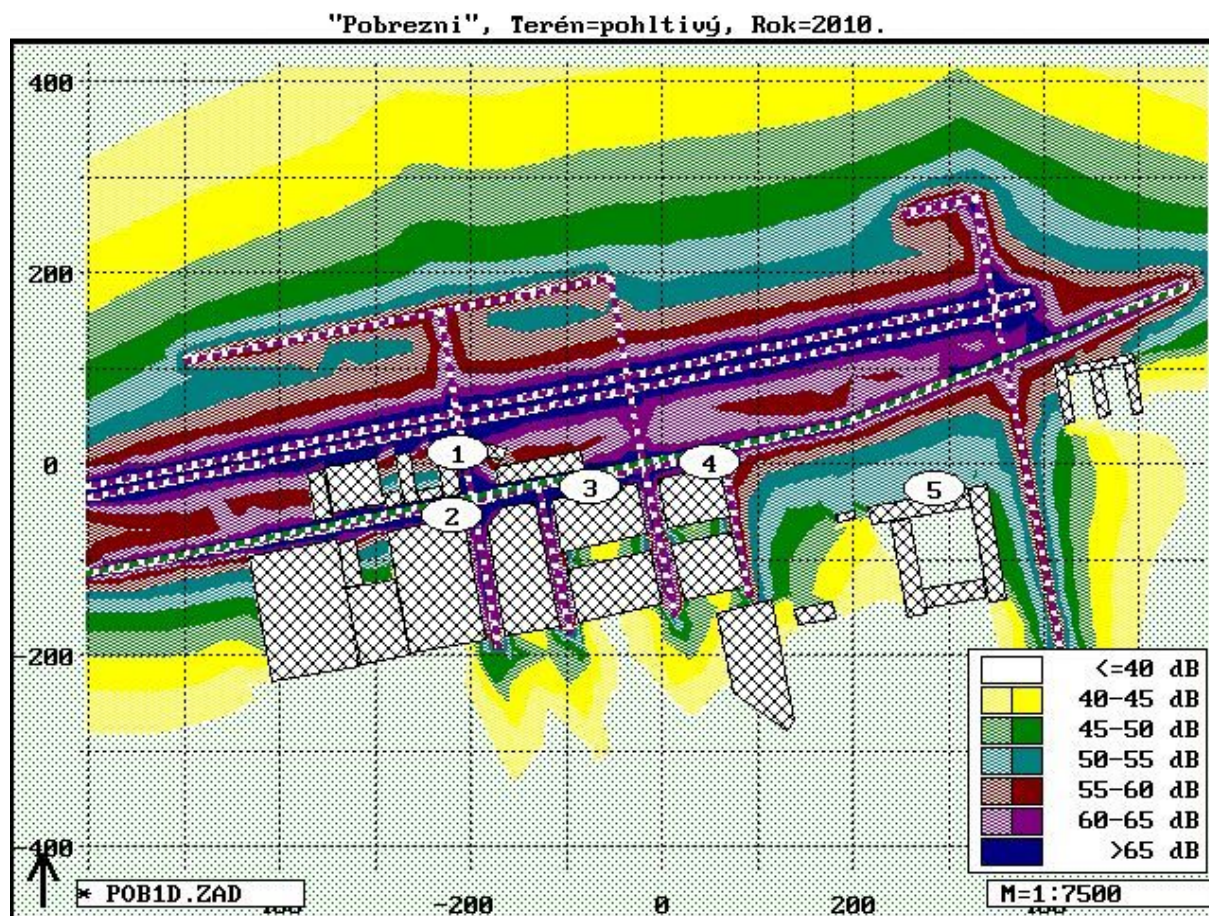 "Pobrezni", Terén=pohltivý, Rok=2010.
400
200
0
-200
-400
1
2
3
4
5
<=40 dB
40-45 dB
45-50 dB
50-55 dB
55-60 dB
60-65 dB
>65 dB
* POB1D.ZAD
-200 0 200
M=1:7500